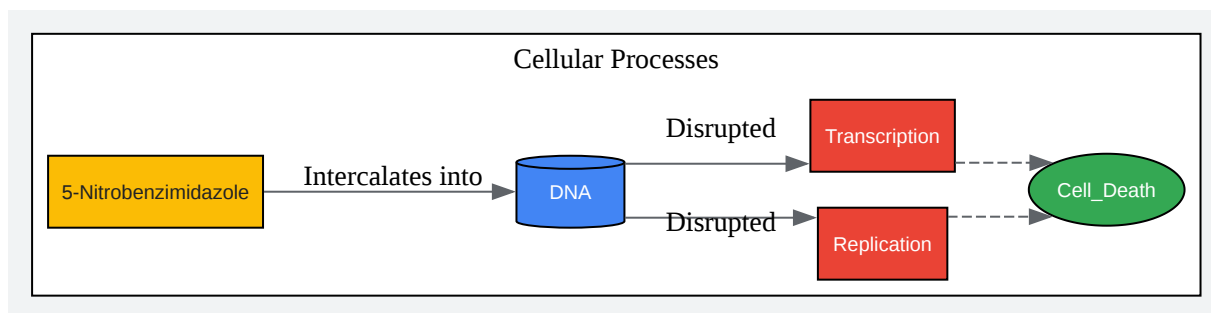 Cellular Processes
5-Nitrobenzimidazole
Intercalates into
DNA
Disrupted
Transcription
Disrupted
Replication
Cell_Death